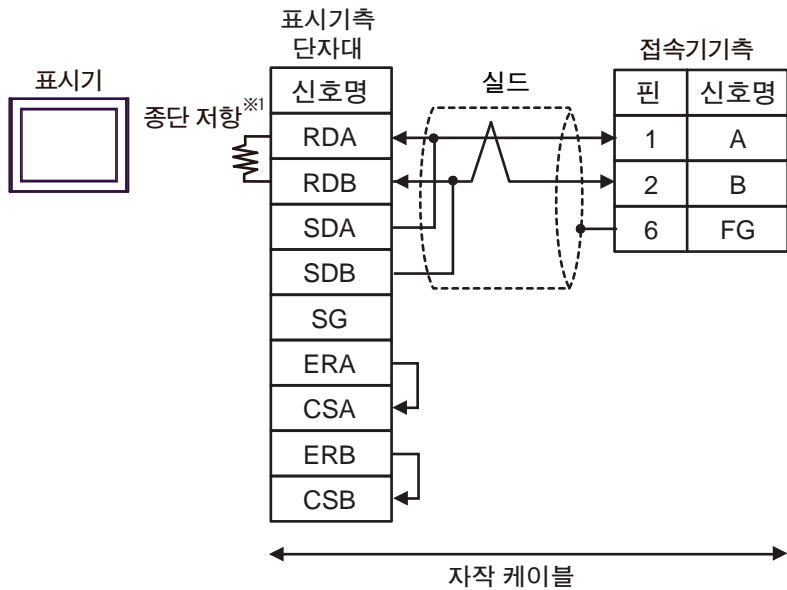 표시기
종단 저항※1
표시기측
단자대
신호명
RDA
RDB
SDA
SDB
SG
ERA
CSA
ERB
CSB
실드
접속기기측
핀 신호명
1 A
2 B
6 FG
자작 케이블